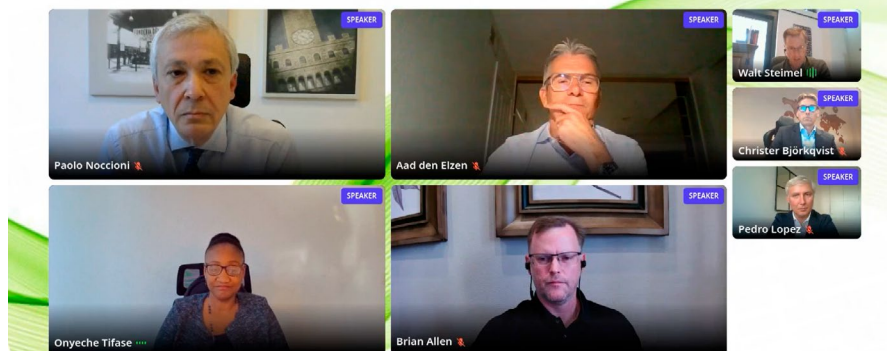 SPEAKER
Paolo Noccioni
SPEAKER
Aad den Elzen
SPEAKER
Walt Steimel
SPEAKER
Christer Björkqvist
SPEAKER
Pedro Lopez
SPEAKER
Onyeche Tifase
SPEAKER
Brian Allen